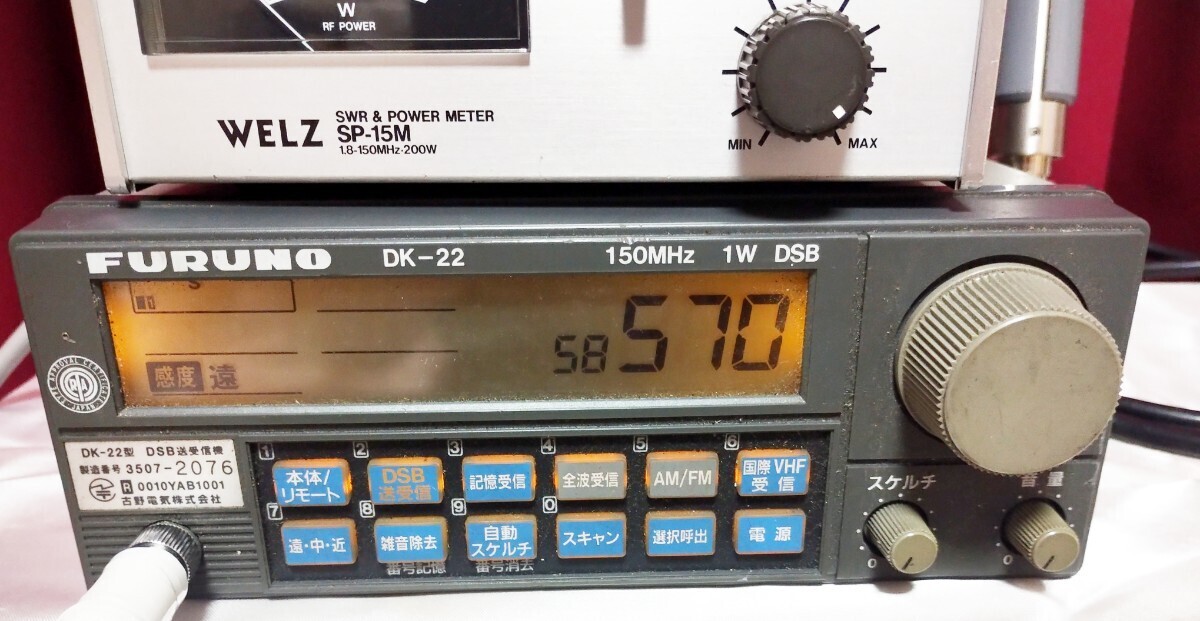 W
RF POWER
WELZ
SWR & POWER METER
SP-15M
1.8-150MHz·200W
MIN
MAX
FURUNO
DK-22
150MHz 1W DSB
S
58 570
感度 遠
TYPE APPROVAL CERTIFICATE
JAPAN
DK-22型 DSB送受信機
製造番号 3507-2076
R 0010YAB1001
古野電気株式会社
1
2
3
4
5
6
本体/
リモート
DSB
送受信
記憶受信
全波受信
AM/FM
国際VHF
受信
7
8
9
0
遠・中・近
雑音除去
自動
スケルチ
スキャン
選択呼出
電源
番号記憶
番号消去
スケルチ
音量
0
0